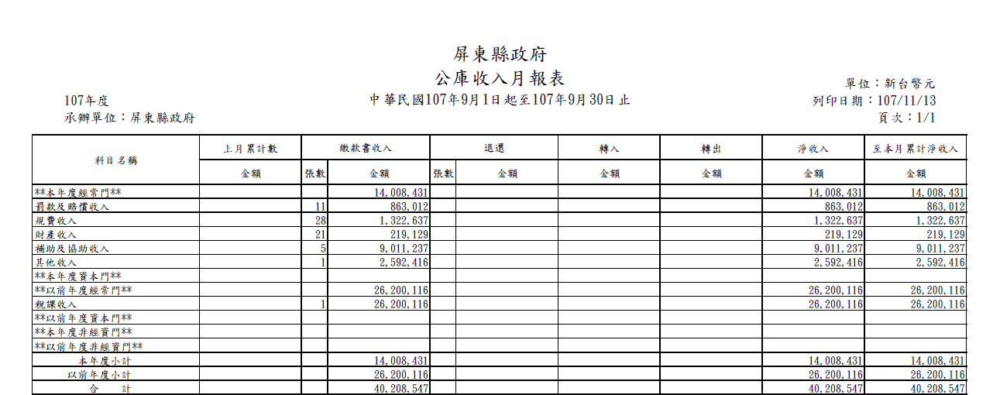 屏東縣政府
公庫收入月報表
單位：新台幣元
107年度 中華民國107年9月1日起至107年9月30日止 列印日期：107/11/13
承辦單位：屏東縣政府 頁次：1/1
科目名稱 上月累計數 繳款書收入 退還 轉入 轉出 淨收入 至本月累計淨收入
金額 張數 金額 張數 金額 金額 金額 金額 金額
**本年度經常門** 14,008,431 14,008,431 14,008,431
罰款及賠償收入 11 863,012 863,012 863,012
規費收入 28 1,322,637 1,322,637 1,322,637
財產收入 21 219,129 219,129 219,129
補助及協助收入 5 9,011,237 9,011,237 9,011,237
其他收入 1 2,592,416 2,592,416 2,592,416
**本年度資本門**
**以前年度經常門** 26,200,116 26,200,116 26,200,116
稅課收入 1 26,200,116 26,200,116 26,200,116
**以前年度資本門**
**本年度非經資門**
**以前年度非經資門**
本年度小計 14,008,431 14,008,431 14,008,431
以前年度小計 26,200,116 26,200,116 26,200,116
合 計 40,208,547 40,208,547 40,208,547